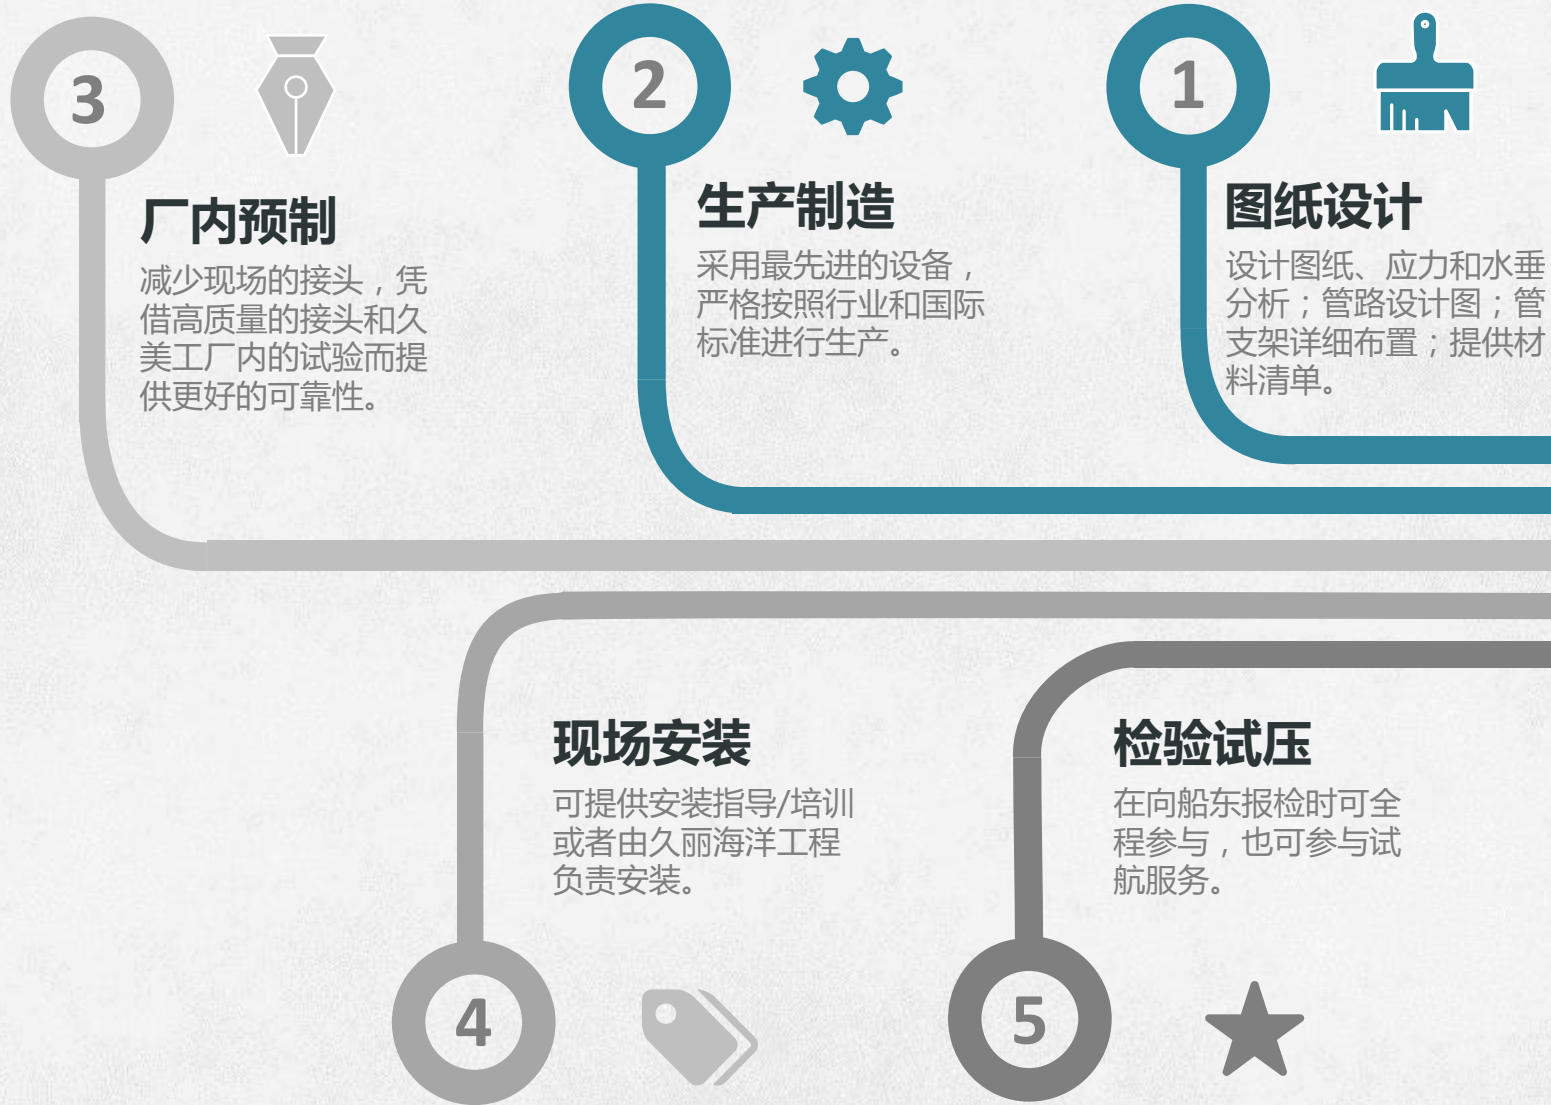 3
厂内预制
减少现场的接头，凭
借高质量的接头和久
美工厂内的试验而提
供更好的可靠性。
2
生产制造
采用最先进的设备，
严格按照行业和国际
标准进行生产。
1
图纸设计
设计图纸、应力和水垂
分析；管路设计图；管
支架详细布置；提供材
料清单。
现场安装
可提供安装指导/培训
或者由久丽海洋工程
负责安装。
4
检验试压
在向船东报检时可全
程参与，也可参与试
航服务。
5